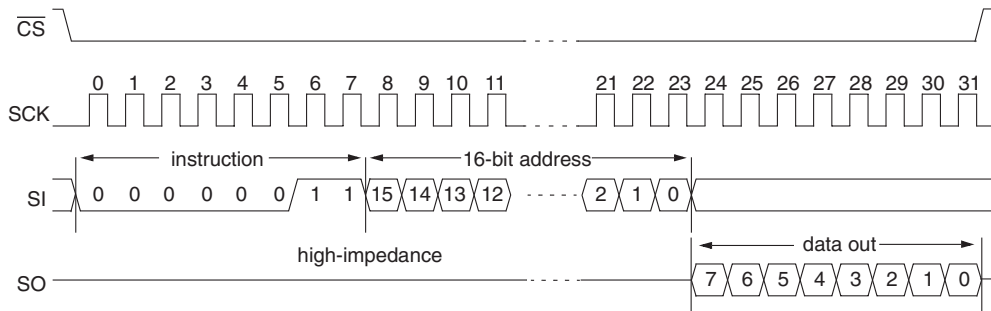 CS
0 1 2 3 4 5 6 7 8 9 10 11 21 22 23 24 25 26 27 28 29 30 31
SCK
instruction 16-bit address
SI 0 0 0 0 0 0 1 1 15 14 13 12 2 1 0
high-impedance data out
SO 7 6 5 4 3 2 1 0